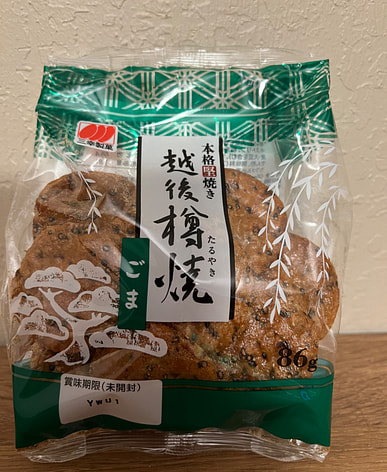 三幸製菓
本格堅焼き
越後樽焼
たるやき
ごま
86g
賞味期限(未開封)
YWU1